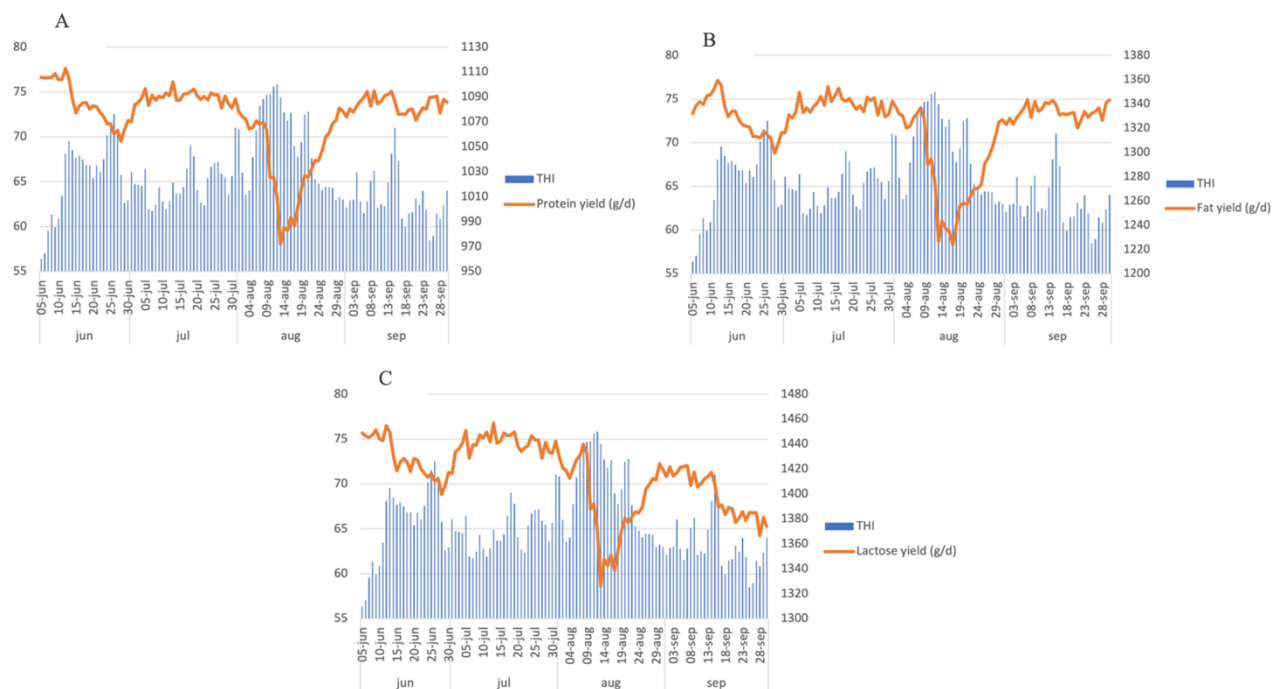 A
80
75
70
65
60
55
1130
1110
1090
1070
1050
1030
1010
990
970
950
THI
Protein yield (g/d)
05-jun
10-jun
15-jun
20-jun
25-jun
30-jun
05-jul
10-jul
15-jul
20-jul
25-jul
30-jul
04-aug
09-aug
14-aug
19-aug
24-aug
29-aug
03-sep
08-sep
13-sep
18-sep
23-sep
28-sep
jun
jul
aug
sep
B
80
75
70
65
60
55
1380
1360
1340
1320
1300
1280
1260
1240
1220
1200
THI
Fat yield (g/d)
05-jun
10-jun
15-jun
20-jun
25-jun
30-jun
05-jul
10-jul
15-jul
20-jul
25-jul
30-jul
04-aug
09-aug
14-aug
19-aug
24-aug
29-aug
03-sep
08-sep
13-sep
18-sep
23-sep
28-sep
jun
jul
aug
sep
C
80
75
70
65
60
55
1480
1460
1440
1420
1400
1380
1360
1340
1320
1300
THI
Lactose yield (g/d)
05-jun
10-jun
15-jun
20-jun
25-jun
30-jun
05-jul
10-jul
15-jul
20-jul
25-jul
30-jul
04-aug
09-aug
14-aug
19-aug
24-aug
29-aug
03-sep
08-sep
13-sep
18-sep
23-sep
28-sep
jun
jul
aug
sep